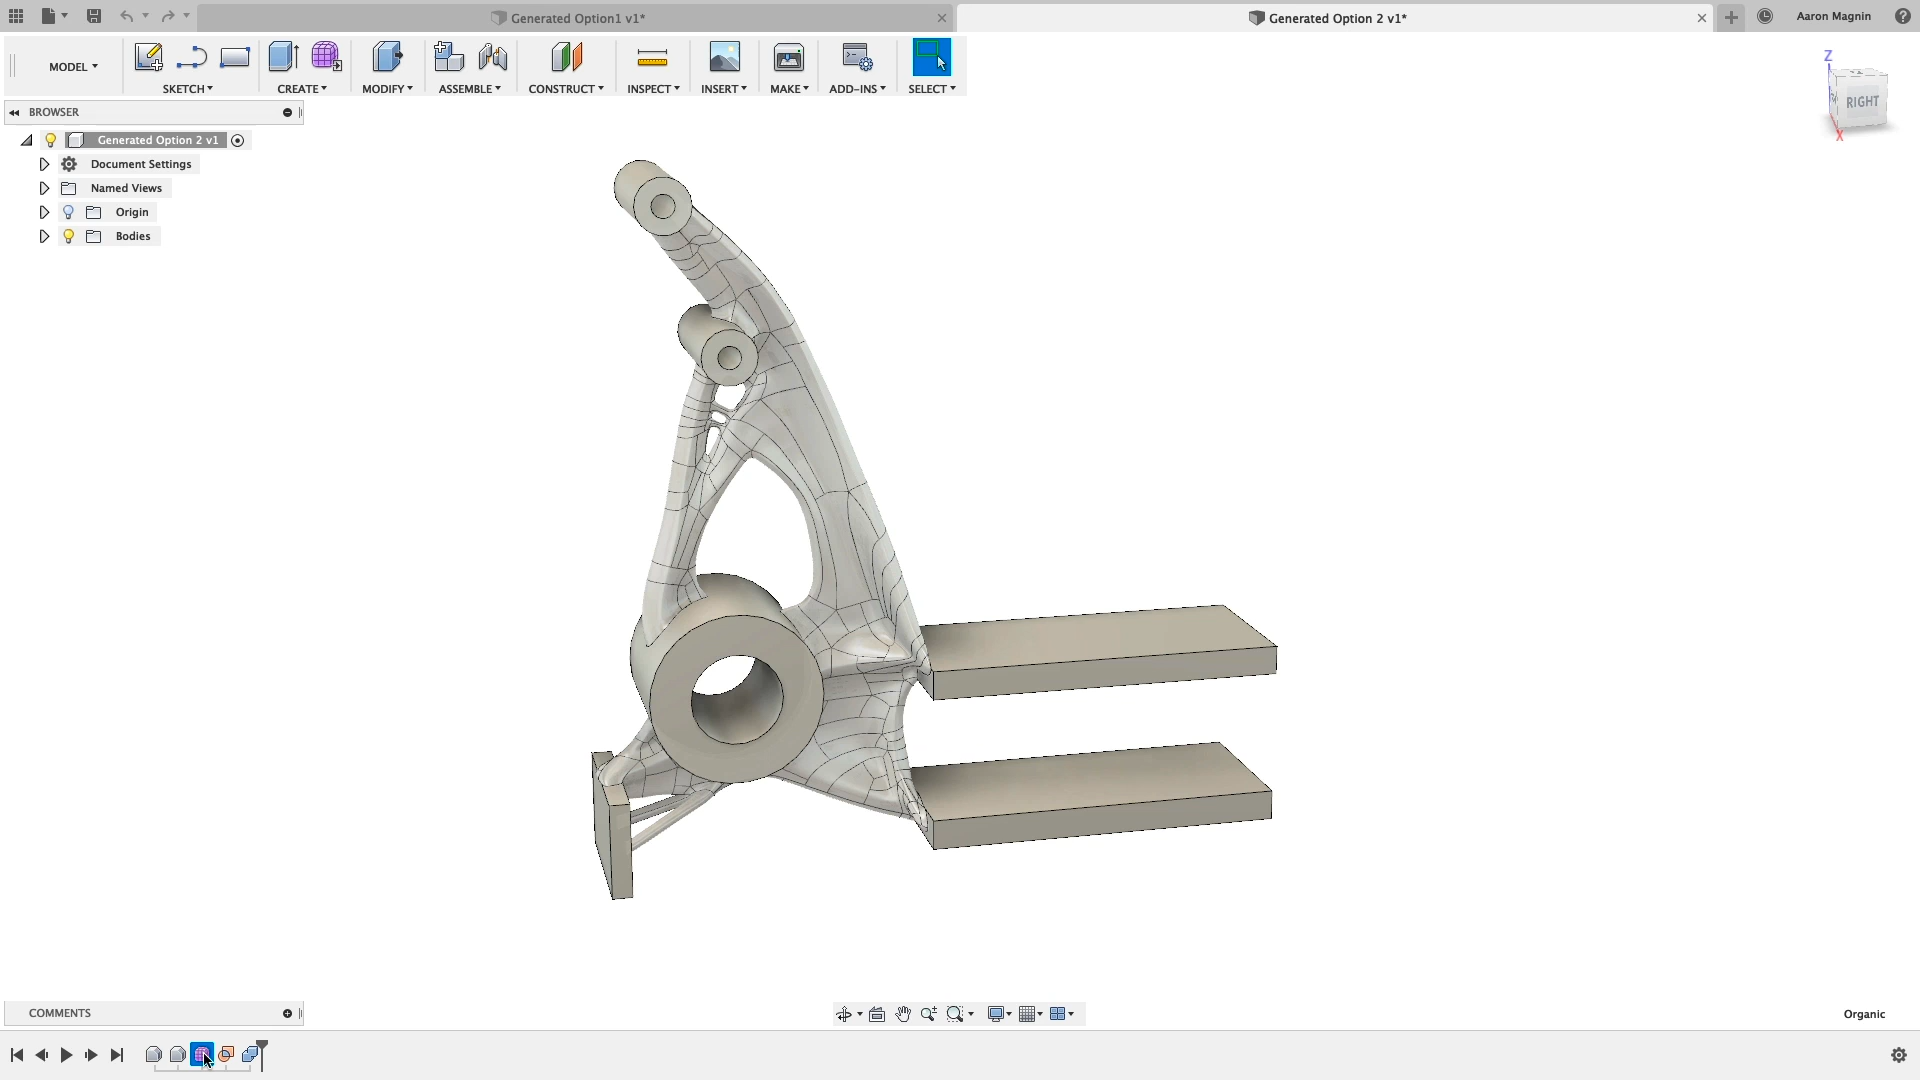 Generated Option1 v1*
Generated Option 2 v1*
Aaron Magnin
MODEL
SKETCH
CREATE
MODIFY
ASSEMBLE
CONSTRUCT
INSPECT
INSERT
MAKE
ADD-INS
SELECT
Z
RIGHT
X
BROWSER
Generated Option 2 v1
Document Settings
Named Views
Origin
Bodies
COMMENTS
Organic